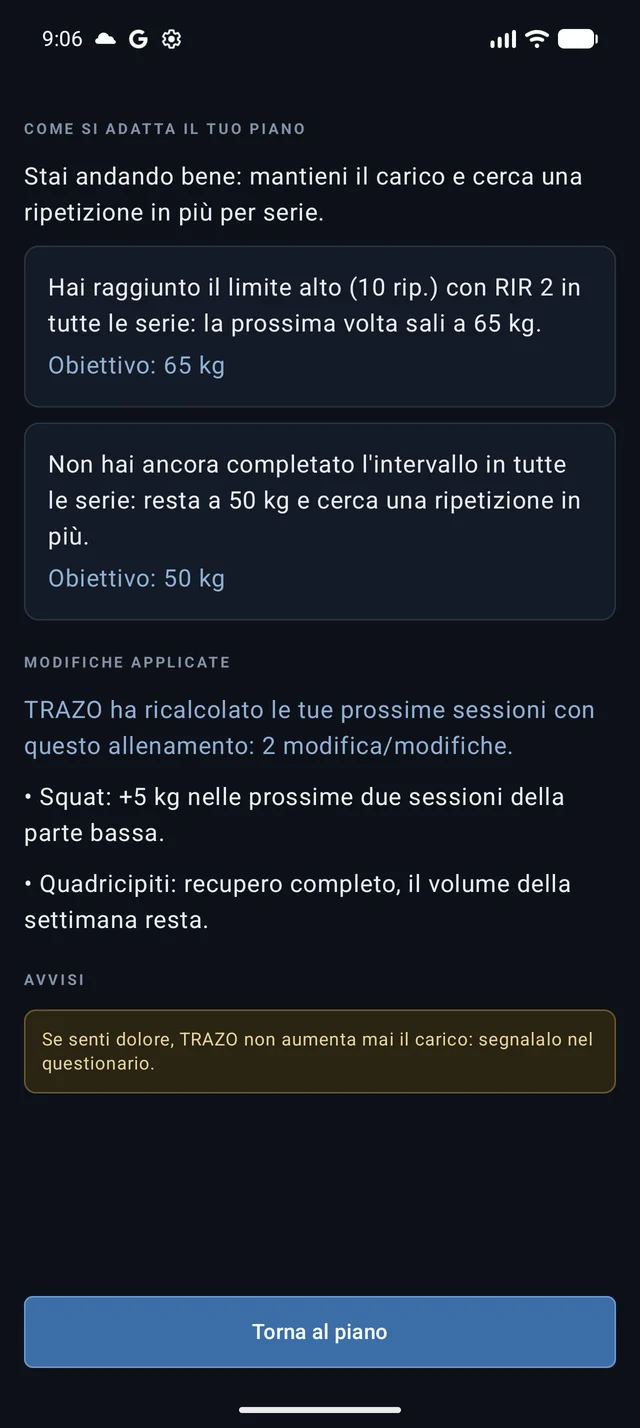 9:06
COME SI ADATTA IL TUO PIANO
Stai andando bene: mantieni il carico e cerca una
ripetizione in più per serie.
Hai raggiunto il limite alto (10 rip.) con RIR 2 in
tutte le serie: la prossima volta sali a 65 kg.
Obiettivo: 65 kg
Non hai ancora completato l'intervallo in tutte
le serie: resta a 50 kg e cerca una ripetizione in
più.
Obiettivo: 50 kg
MODIFICHE APPLICATE
TRAZO ha ricalcolato le tue prossime sessioni con
questo allenamento: 2 modifica/modifiche.
• Squat: +5 kg nelle prossime due sessioni della
parte bassa.
• Quadricipiti: recupero completo, il volume della
settimana resta.
AVVISI
Se senti dolore, TRAZO non aumenta mai il carico: segnalalo nel
questionario.
Torna al piano